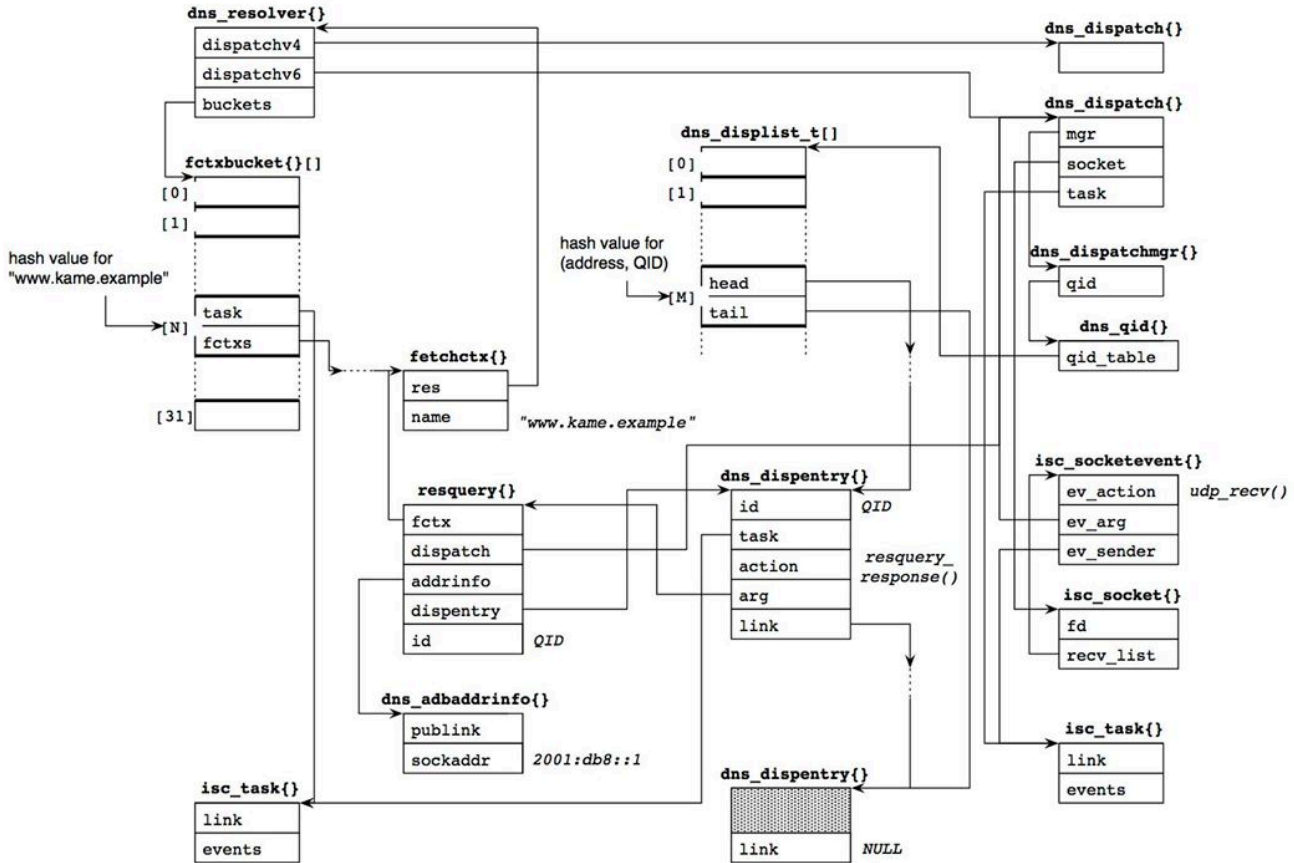 dns_resolver{}
dispatchv4
dispatchv6
buckets
dns_dispatch{}
dns_dispatch{}
mgr
socket
task
fctxbucket{}[]
[0]
[1]
hash value for
"www.kame.example"
[N]
task
fctxs
[31]
dns_displist_t[]
[0]
[1]
hash value for
(address, QID)
[M]
head
tail
dns_dispatchmgr{}
qid
dns_qid{}
qid_table
fetchctx{}
res
name
"www.kame.example"
resquery{}
fctx
dispatch
addrinfo
dispentry
id
QID
dns_dispentry{}
id
QID
task
action
resquery_
response()
arg
link
isc_socketevent{}
ev_action
udp_recv()
ev_arg
ev_sender
isc_socket{}
fd
recv_list
dns_adbaddrinfo{}
publink
sockaddr
2001:db8::1
isc_task{}
link
events
dns_dispentry{}
link
NULL
isc_task{}
link
events